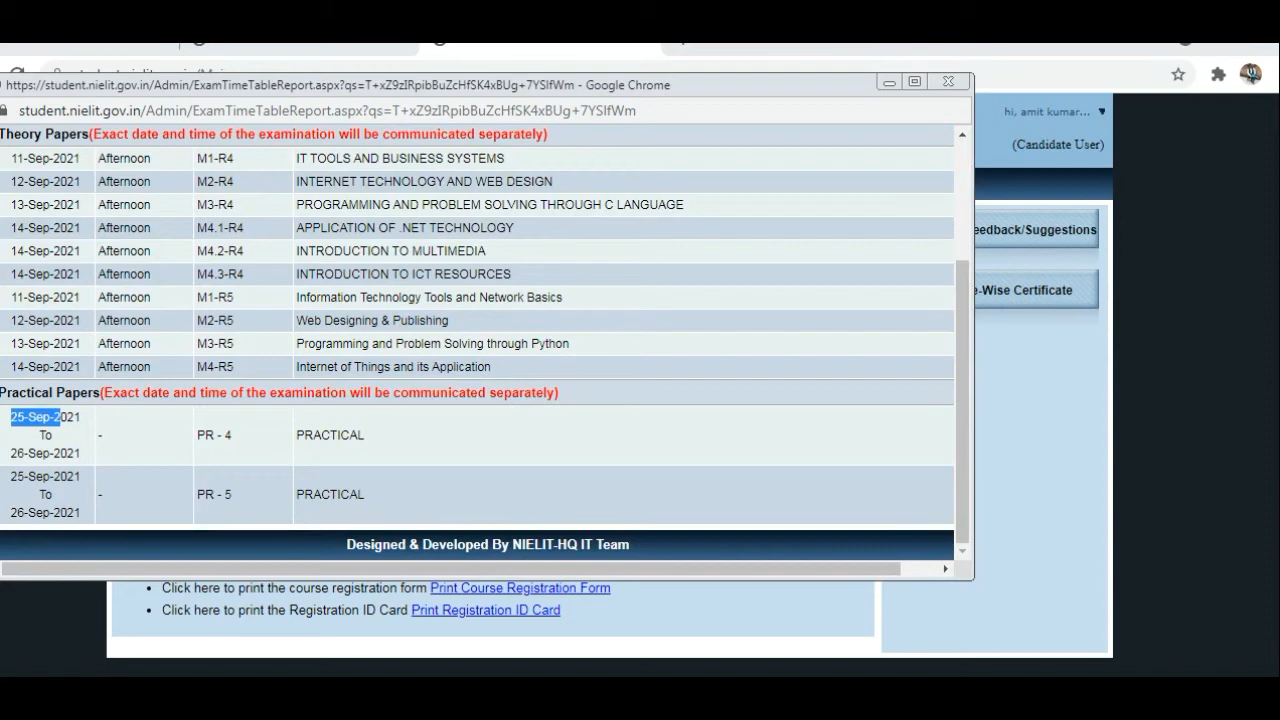 https://student.nielit.gov.in/Admin/ExamTimeTableReport.aspx?qs=T+xZ9zIRpibBuZcHfSK4xBUg+7YSlfWm - Google Chrome
student.nielit.gov.in/Admin/ExamTimeTableReport.aspx?qs=T+xZ9zIRpibBuZcHfSK4xBUg+7YSlfWm
hi, amit kumar...
(Candidate User)
Theory Papers(Exact date and time of the examination will be communicated separately)
11-Sep-2021 Afternoon M1-R4 IT TOOLS AND BUSINESS SYSTEMS
12-Sep-2021 Afternoon M2-R4 INTERNET TECHNOLOGY AND WEB DESIGN
13-Sep-2021 Afternoon M3-R4 PROGRAMMING AND PROBLEM SOLVING THROUGH C LANGUAGE
14-Sep-2021 Afternoon M4.1-R4 APPLICATION OF .NET TECHNOLOGY
14-Sep-2021 Afternoon M4.2-R4 INTRODUCTION TO MULTIMEDIA
14-Sep-2021 Afternoon M4.3-R4 INTRODUCTION TO ICT RESOURCES
11-Sep-2021 Afternoon M1-R5 Information Technology Tools and Network Basics
12-Sep-2021 Afternoon M2-R5 Web Designing & Publishing
13-Sep-2021 Afternoon M3-R5 Programming and Problem Solving through Python
14-Sep-2021 Afternoon M4-R5 Internet of Things and its Application
Practical Papers(Exact date and time of the examination will be communicated separately)
25-Sep-2021
To - PR - 4 PRACTICAL
26-Sep-2021
25-Sep-2021
To - PR - 5 PRACTICAL
26-Sep-2021
Designed & Developed By NIELIT-HQ IT Team
eedback/Suggestions
e-Wise Certificate
• Click here to print the course registration form Print Course Registration Form
• Click here to print the Registration ID Card Print Registration ID Card